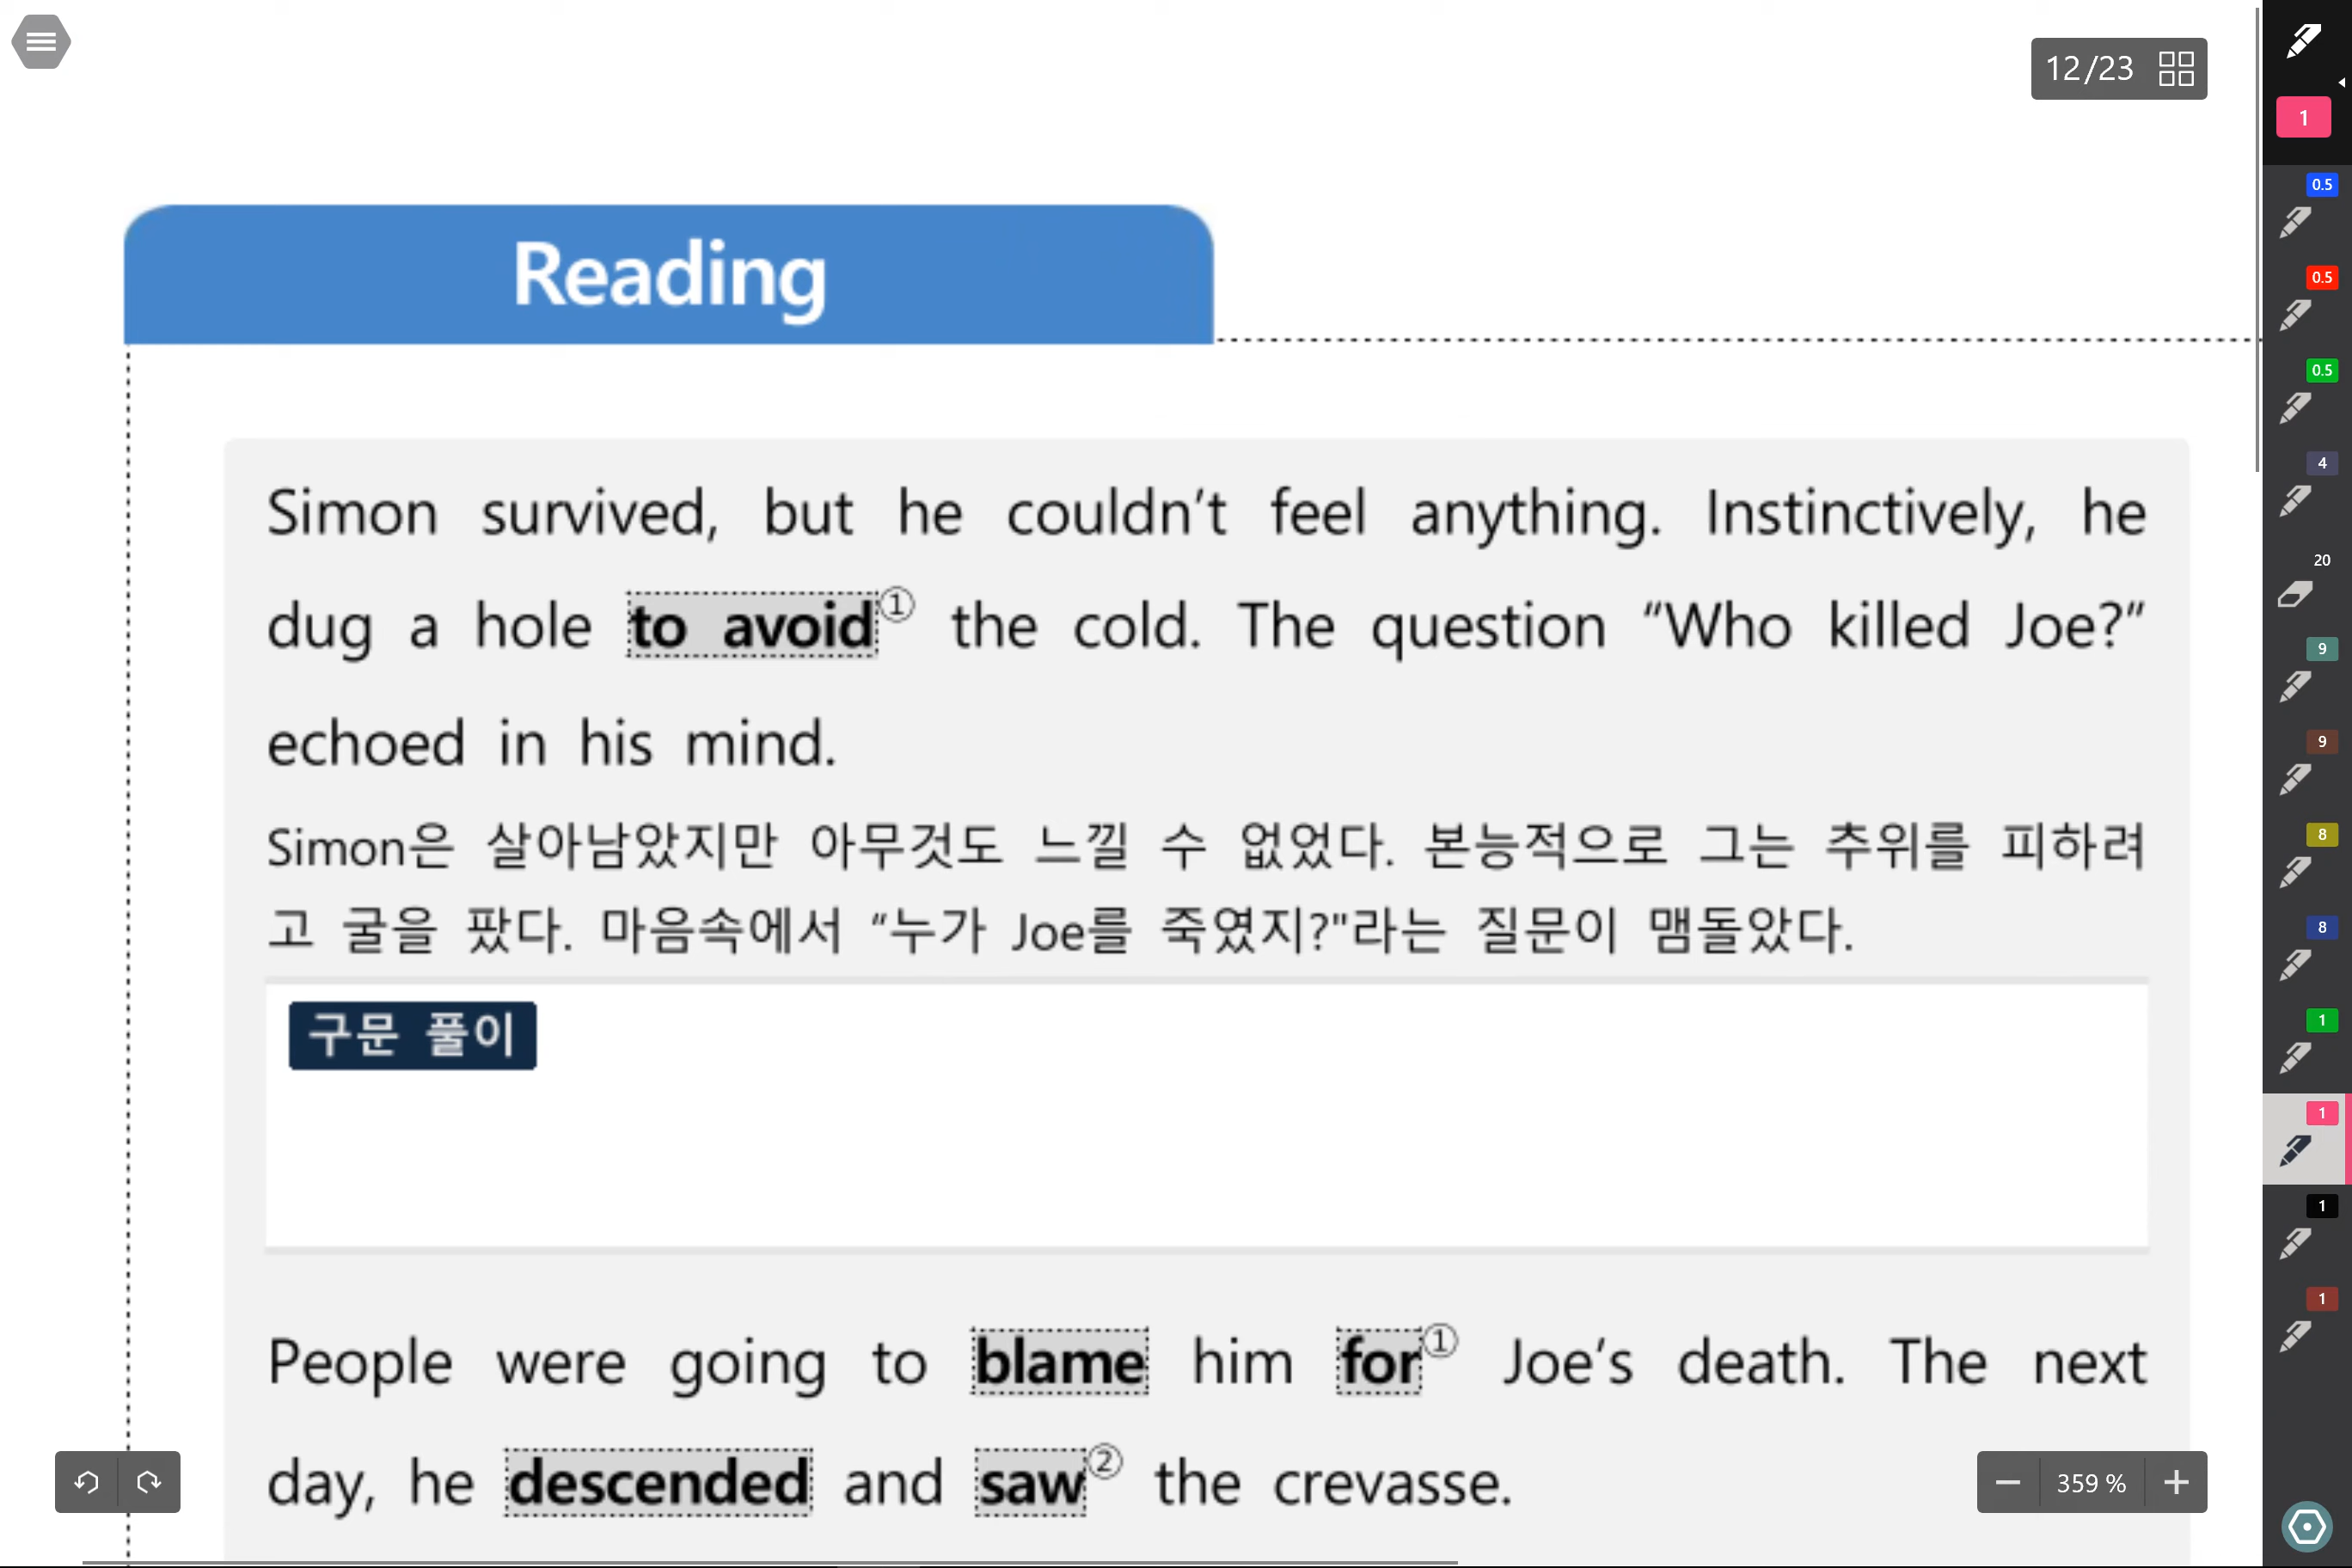 12/23
1
Reading
0.5
0.5
0.5
4
20
9
9
8
8
1
1
1
1
Simon survived, but he couldn’t feel anything. Instinctively, he
dug a hole to avoid① the cold. The question “Who killed Joe?”
echoed in his mind.
Simon은 살아남았지만 아무것도 느낄 수 없었다. 본능적으로 그는 추위를 피하려
고 굴을 팠다. 마음속에서 “누가 Joe를 죽였지?"라는 질문이 맴돌았다.
구문 풀이
People were going to blame him for① Joe’s death. The next
day, he descended and saw② the crevasse.
359 %